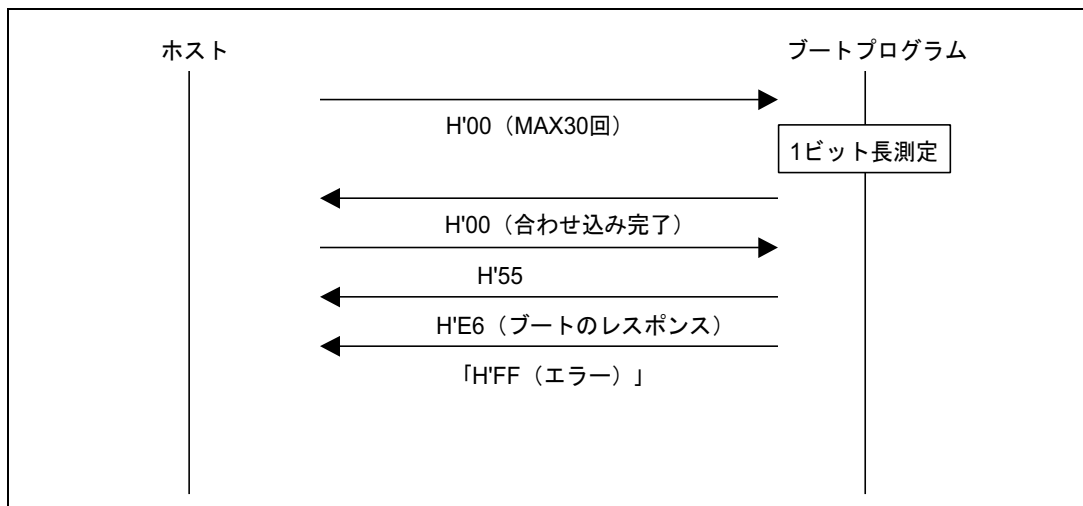 ホスト
ブートプログラム
H'00（MAX30回）
1ビット長測定
H'00（合わせ込み完了）
H'55
H'E6（ブートのレスポンス）
「H'FF（エラー）」